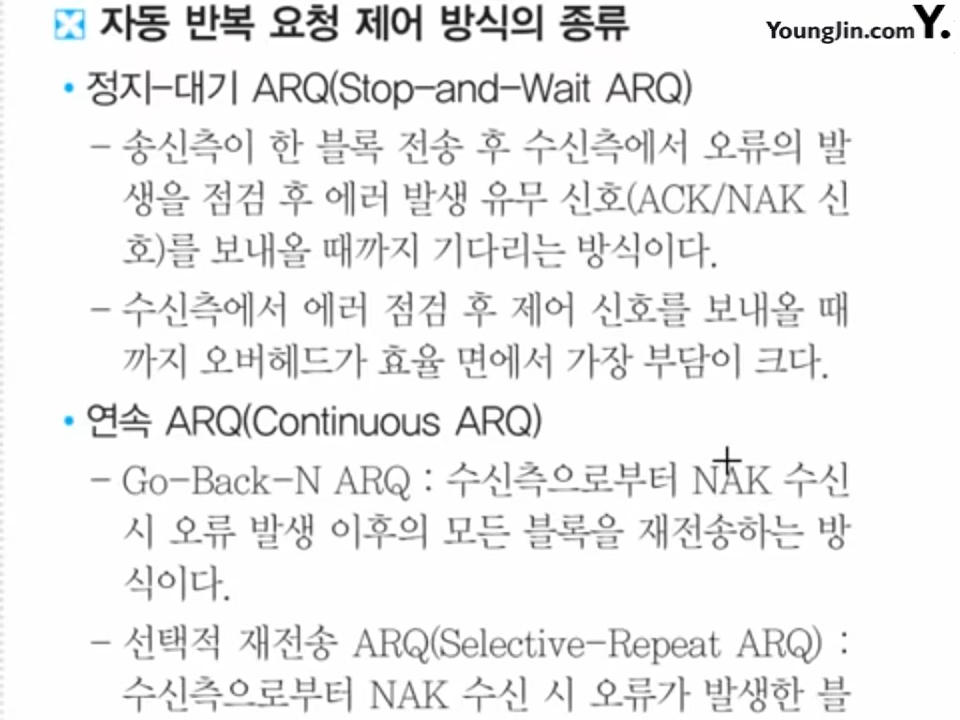 자동 반복 요청 제어 방식의 종류
YoungJin.com Y.
• 정지-대기 ARQ(Stop-and-Wait ARQ)
- 송신측이 한 블록 전송 후 수신측에서 오류의 발
생을 점검 후 에러 발생 유무 신호(ACK/NAK 신
호)를 보내올 때까지 기다리는 방식이다.
- 수신측에서 에러 점검 후 제어 신호를 보내올 때
까지 오버헤드가 효율 면에서 가장 부담이 크다.
• 연속 ARQ(Continuous ARQ)
- Go-Back-N ARQ : 수신측으로부터 NAK 수신
시 오류 발생 이후의 모든 블록을 재전송하는 방
식이다.
- 선택적 재전송 ARQ(Selective-Repeat ARQ) :
수신측으로부터 NAK 수신 시 오류가 발생한 블